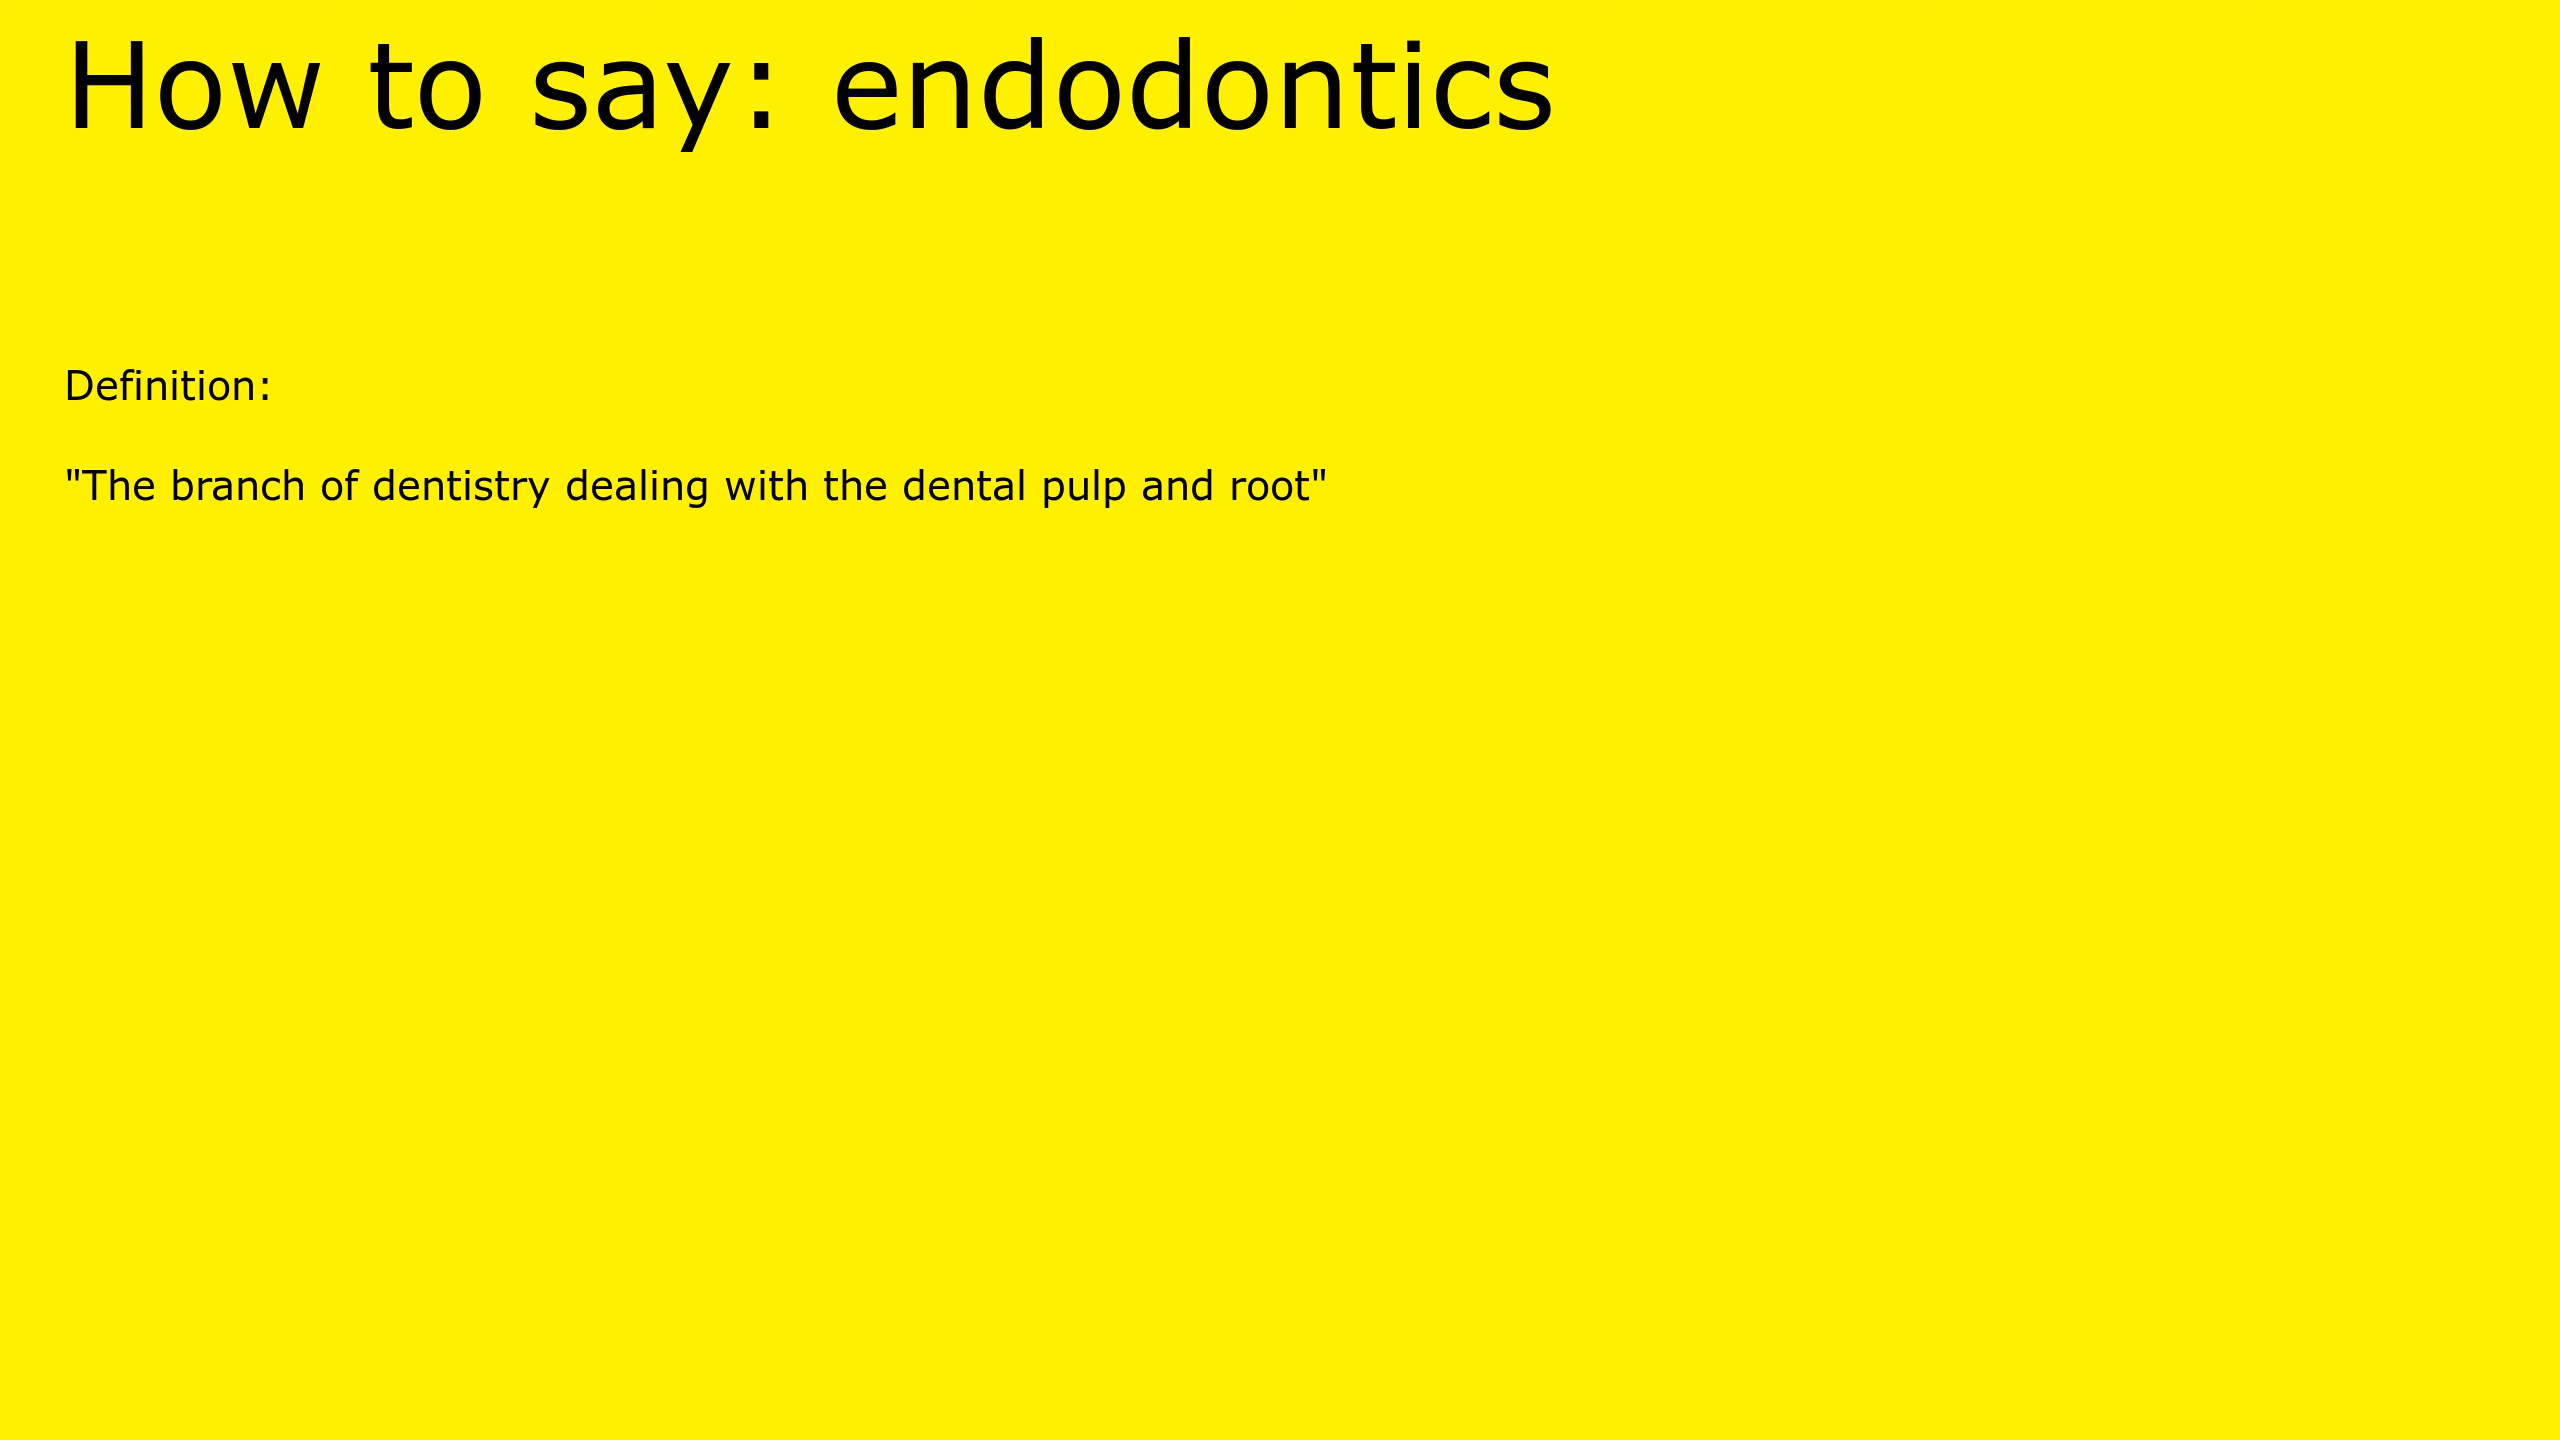 How to say: endodontics
Definition:
"The branch of dentistry dealing with the dental pulp and root"